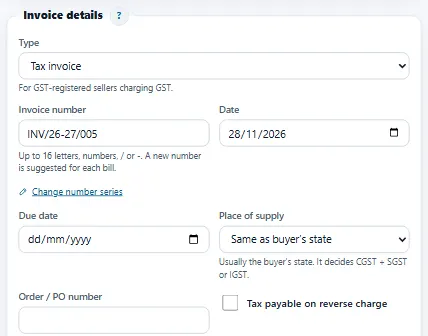 Invoice details ?
Type
Tax invoice
For GST-registered sellers charging GST.
Invoice number
Date
INV/26-27/005
28/11/2026
Up to 16 letters, numbers, / or -. A new number
is suggested for each bill.
Change number series
Due date
Place of supply
dd/mm/yyyy
Same as buyer's state
Usually the buyer's state. It decides CGST + SGST
or IGST.
Order / PO number
Tax payable on reverse charge